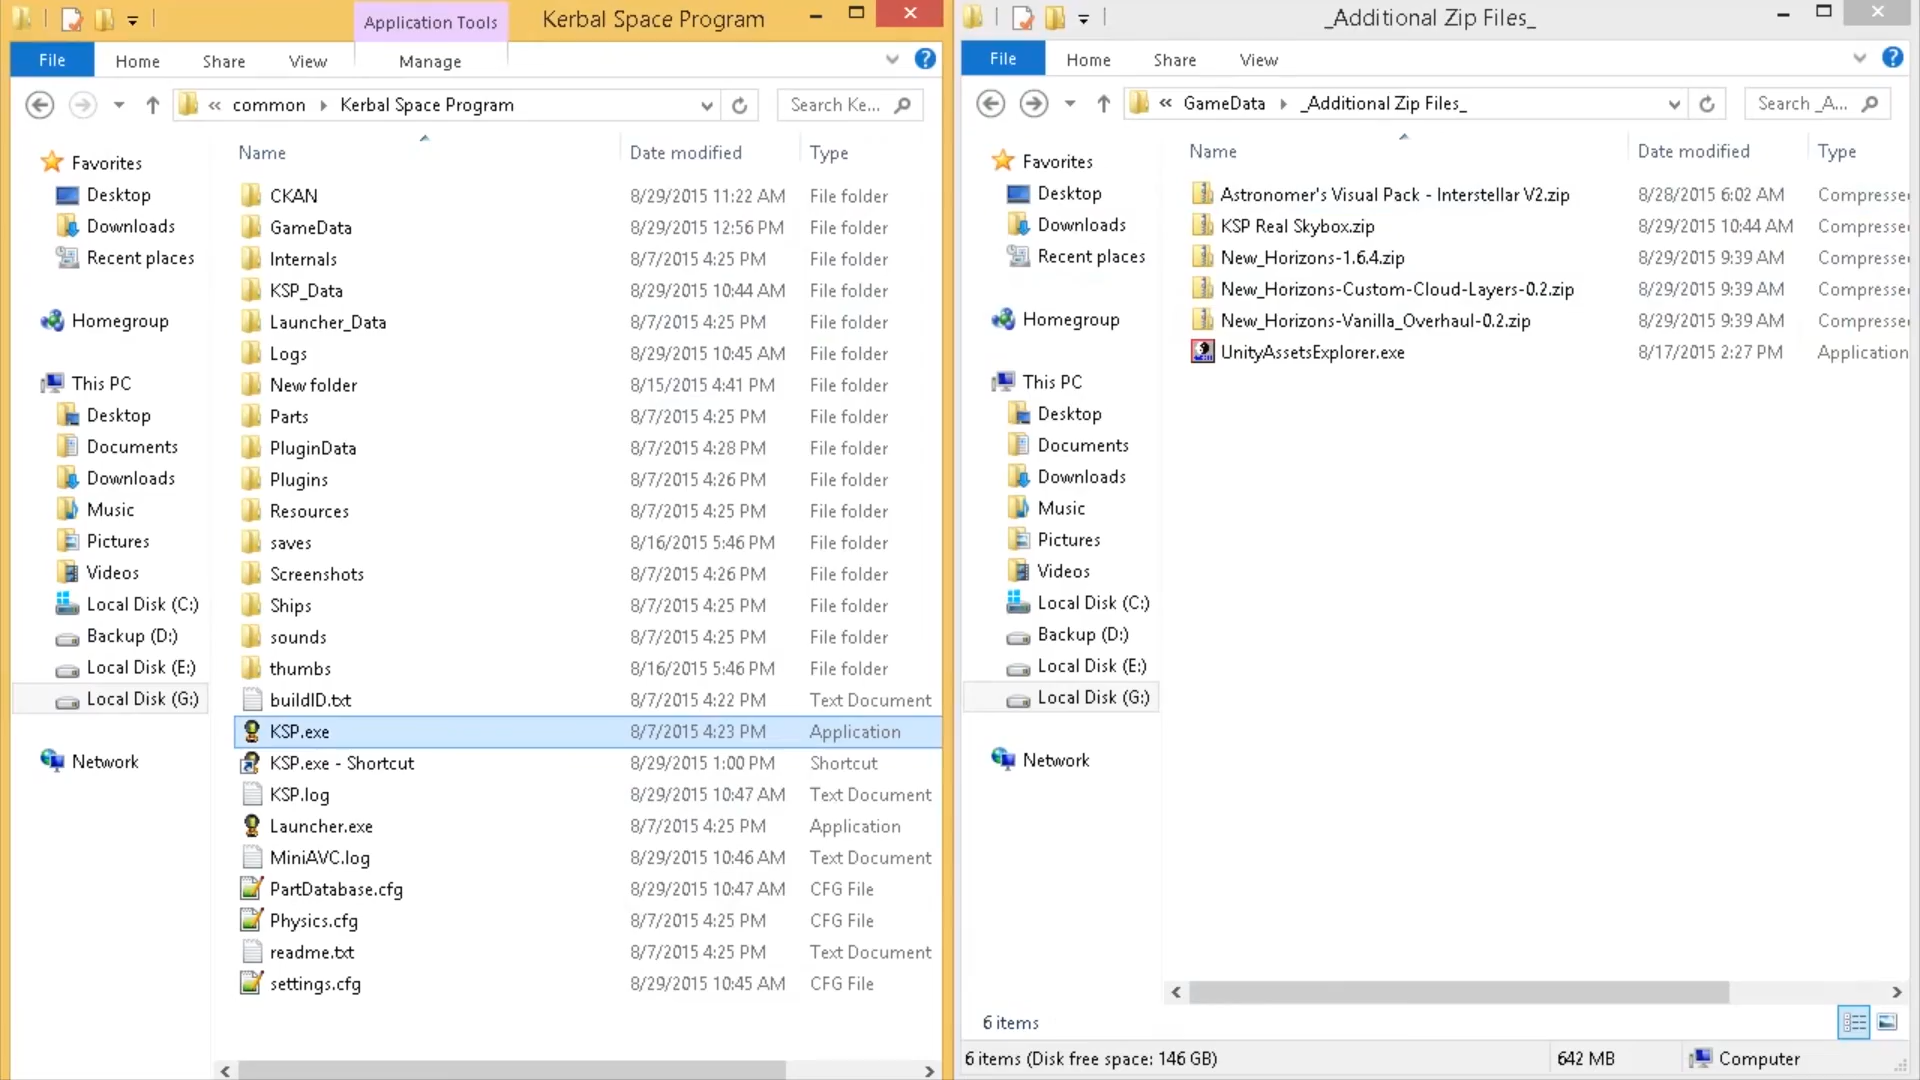 Application Tools
Kerbal Space Program
File
Home
Share
View
Manage
« common Kerbal Space Program
Search Ke...
Name
Date modified
Type
Favorites
Desktop
Downloads
Recent places
Homegroup
This PC
Desktop
Documents
Downloads
Music
Pictures
Videos
Local Disk (C:)
Backup (D:)
Local Disk (E:)
Local Disk (G:)
Network
CKAN 8/29/2015 11:22 AM File folder
GameData 8/29/2015 12:56 PM File folder
Internals 8/7/2015 4:25 PM File folder
KSP_Data 8/29/2015 10:44 AM File folder
Launcher_Data 8/7/2015 4:25 PM File folder
Logs 8/29/2015 10:45 AM File folder
New folder 8/15/2015 4:41 PM File folder
Parts 8/7/2015 4:25 PM File folder
PluginData 8/7/2015 4:28 PM File folder
Plugins 8/7/2015 4:26 PM File folder
Resources 8/7/2015 4:25 PM File folder
saves 8/16/2015 5:46 PM File folder
Screenshots 8/7/2015 4:26 PM File folder
Ships 8/7/2015 4:25 PM File folder
sounds 8/7/2015 4:25 PM File folder
thumbs 8/16/2015 5:46 PM File folder
buildID.txt 8/7/2015 4:22 PM Text Document
KSP.exe 8/7/2015 4:23 PM Application
KSP.exe - Shortcut 8/29/2015 1:00 PM Shortcut
KSP.log 8/29/2015 10:47 AM Text Document
Launcher.exe 8/7/2015 4:25 PM Application
MiniAVC.log 8/29/2015 10:46 AM Text Document
PartDatabase.cfg 8/29/2015 10:47 AM CFG File
Physics.cfg 8/7/2015 4:25 PM CFG File
readme.txt 8/7/2015 4:25 PM Text Document
settings.cfg 8/29/2015 10:45 AM CFG File
_Additional Zip Files_
File
Home
Share
View
« GameData _Additional Zip Files_
Search _A...
Name
Date modified
Type
Favorites
Desktop
Downloads
Recent places
Homegroup
This PC
Desktop
Documents
Downloads
Music
Pictures
Videos
Local Disk (C:)
Backup (D:)
Local Disk (E:)
Local Disk (G:)
Network
Astronomer's Visual Pack - Interstellar V2.zip 8/28/2015 6:02 AM Compresse
KSP Real Skybox.zip 8/29/2015 10:44 AM Compresse
New_Horizons-1.6.4.zip 8/29/2015 9:39 AM Compresse
New_Horizons-Custom-Cloud-Layers-0.2.zip 8/29/2015 9:39 AM Compresse
New_Horizons-Vanilla_Overhaul-0.2.zip 8/29/2015 9:39 AM Compresse
UnityAssetsExplorer.exe 8/17/2015 2:27 PM Application
6 items
6 items (Disk free space: 146 GB)
642 MB
Computer